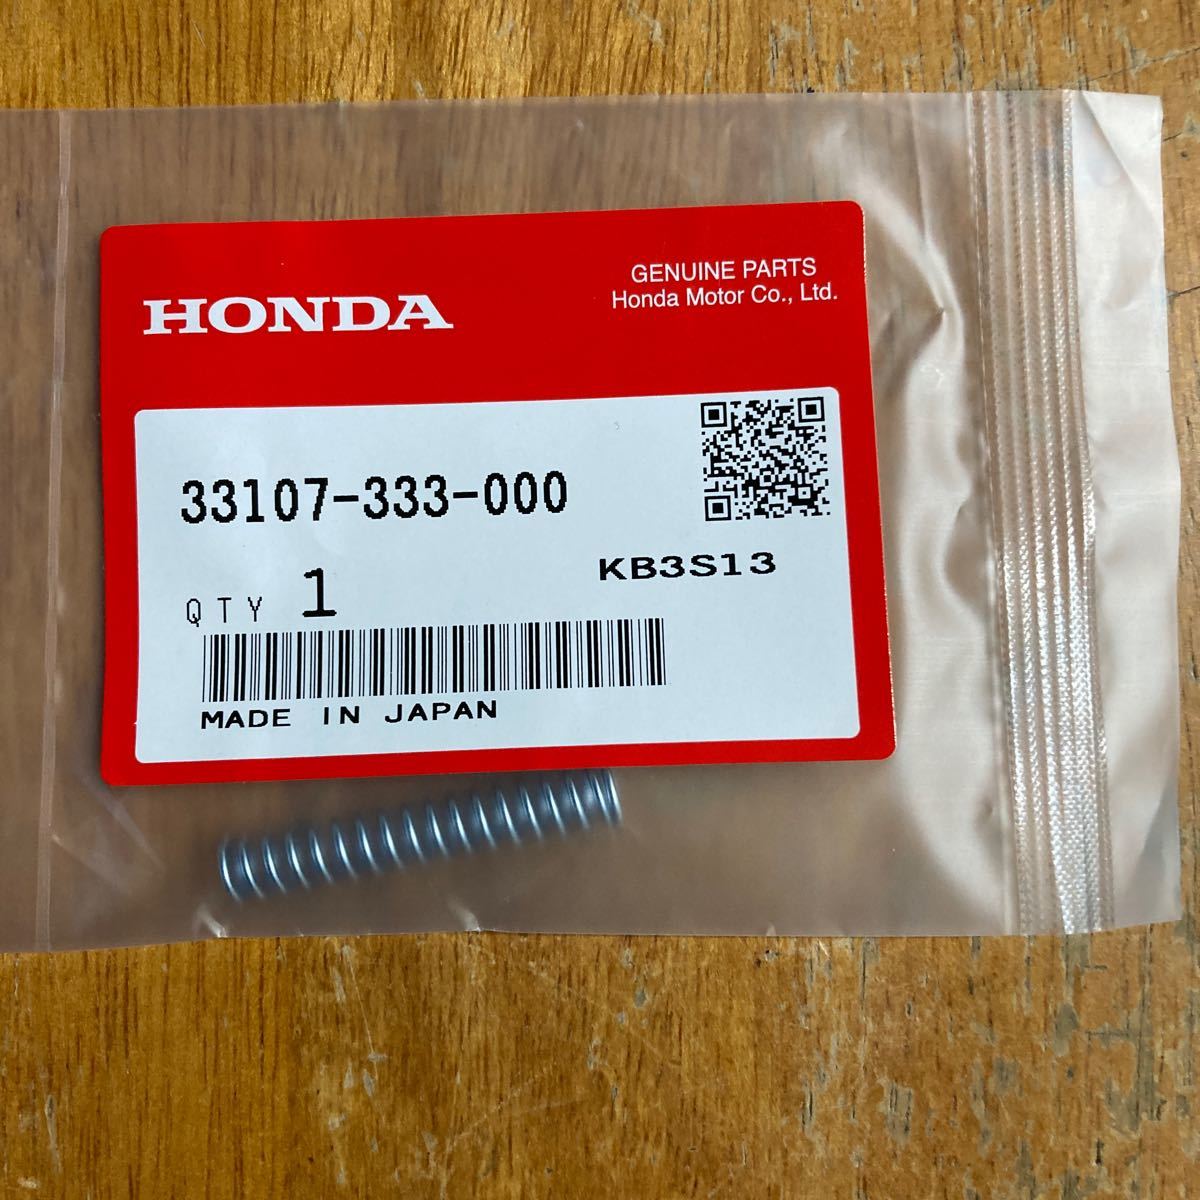 HONDA
GENUINE PARTS
Honda Motor Co., Ltd.
33107-333-000
KB3S13
QTY 1
MADE IN JAPAN